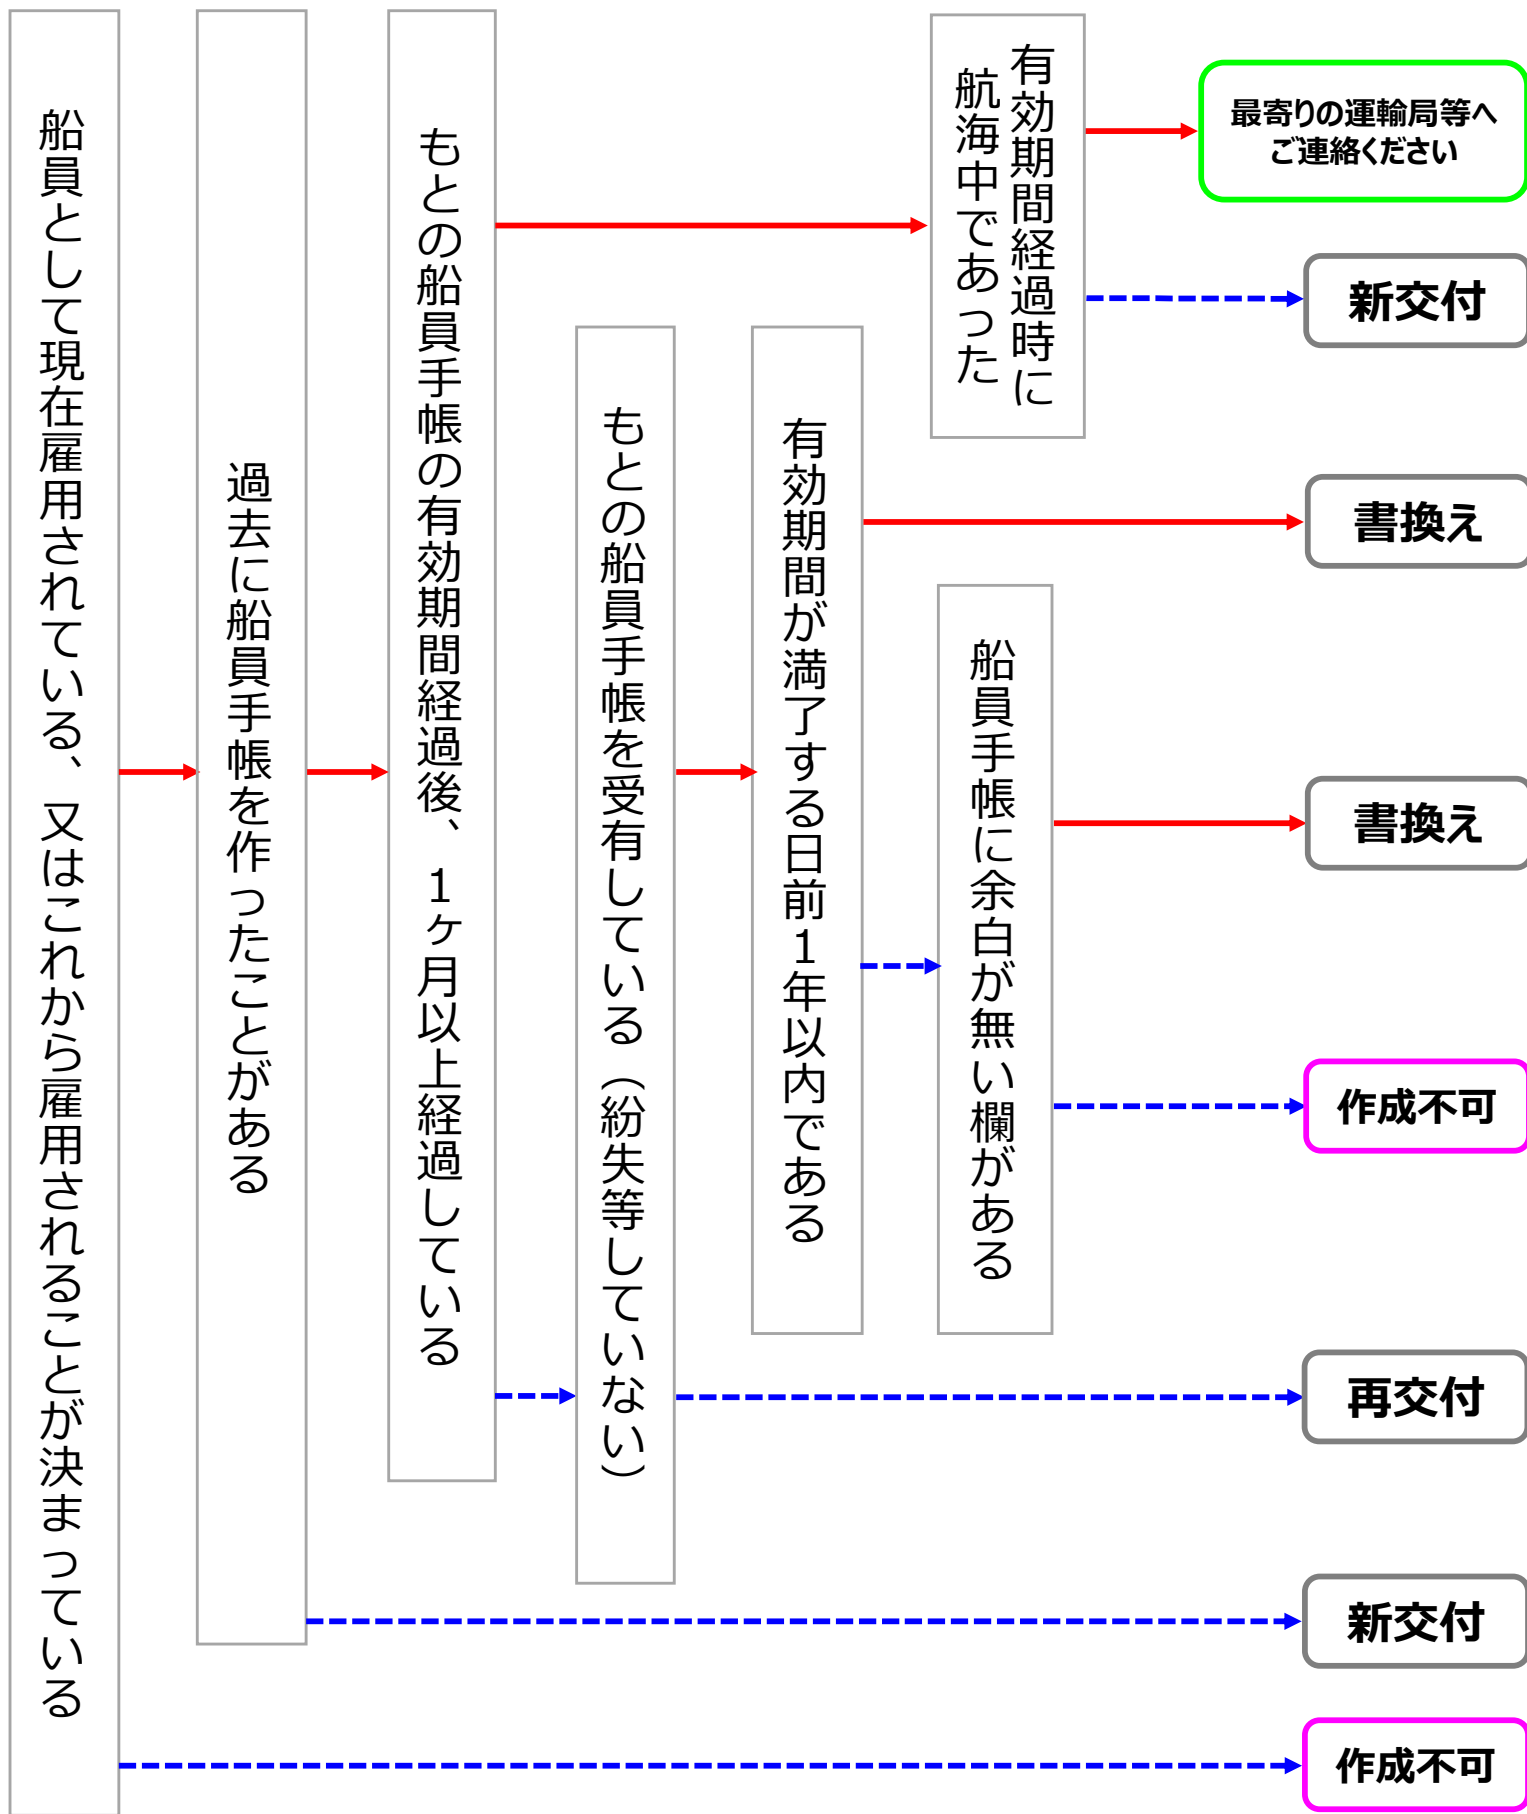 船員として現在雇用されている、又はこれから雇用されることが決まっている
過去に船員手帳を作ったことがある
もとの船員手帳の有効期間経過後、1ヶ月以上経過している
もとの船員手帳を受有している（紛失等していない）
有効期間が満了する日前1年以内である
有効期間経過時に
航海中であった
船員手帳に余白が無い欄がある
最寄りの運輸局等へ
ご連絡ください
新交付
書換え
書換え
作成不可
再交付
新交付
作成不可